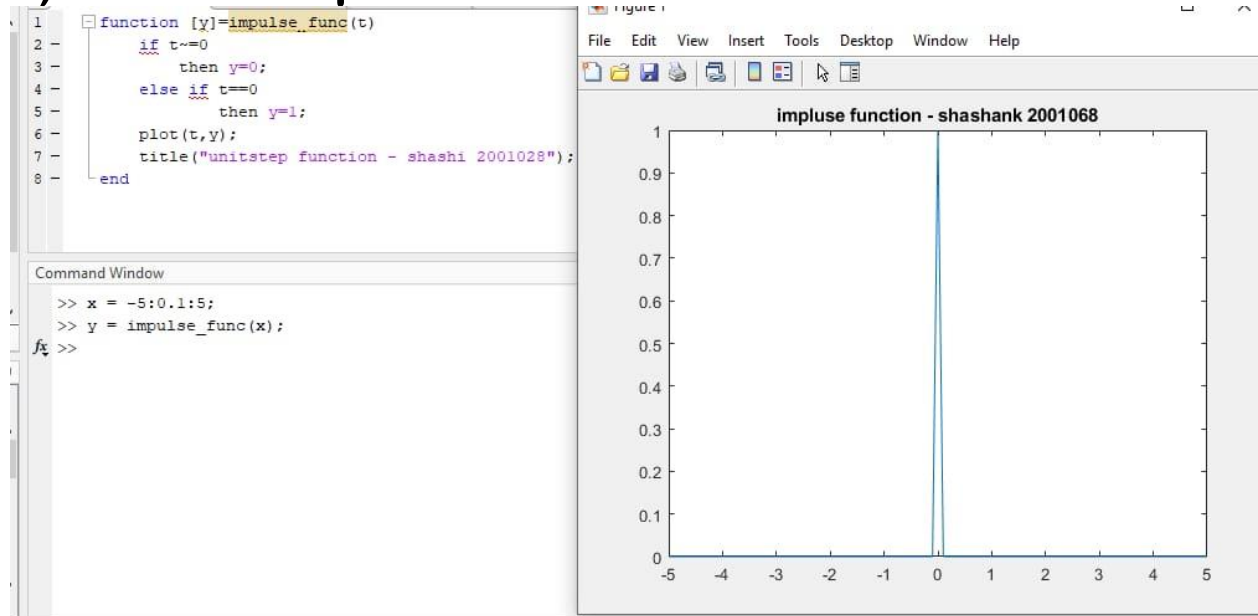 1 function [y]=impulse_func(t)
2 - if t~=0
3 - then y=0;
4 - else if t==0
5 - then y=1;
6 - plot(t,y);
7 - title("unitstep function - shashi 2001028");
8 - end
Command Window
>> x = -5:0.1:5;
>> y = impulse_func(x);
fx >>
File Edit View Insert Tools Desktop Window Help
impluse function - shashank 2001068
1
0.9
0.8
0.7
0.6
0.5
0.4
0.3
0.2
0.1
0
-5 -4 -3 -2 -1 0 1 2 3 4 5